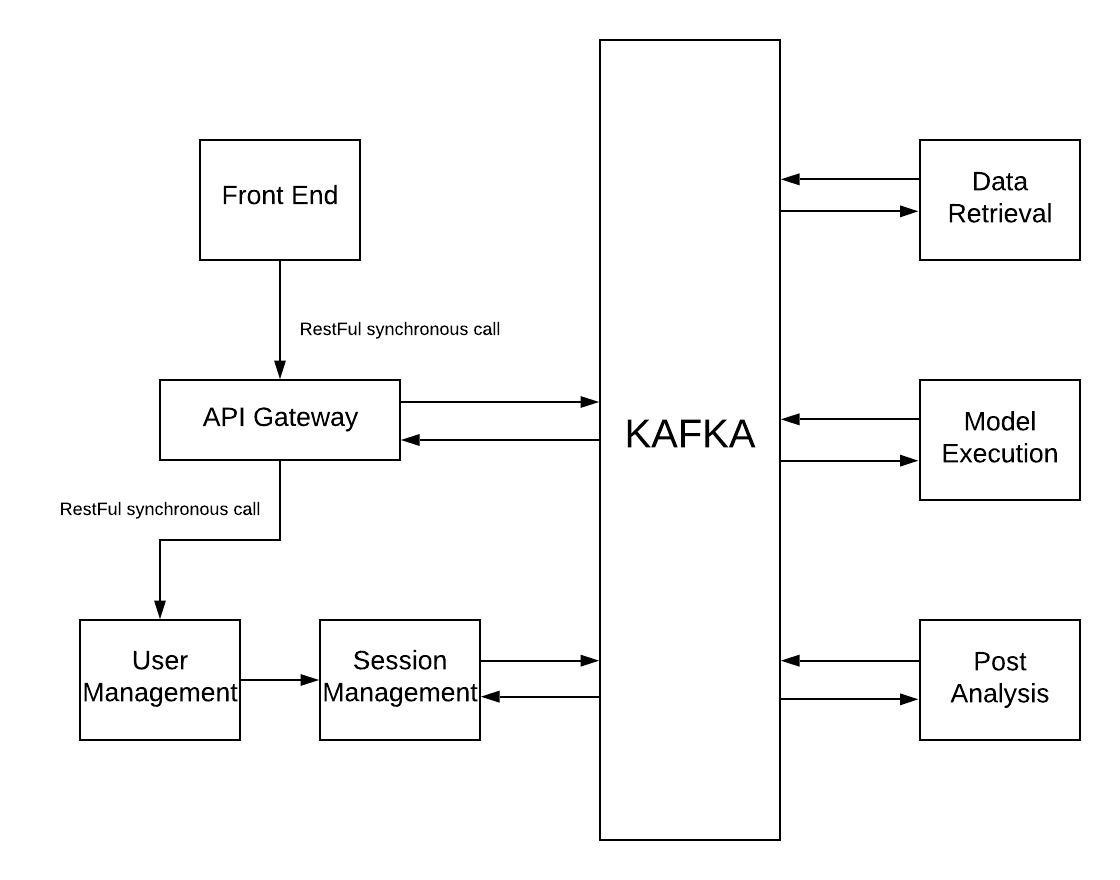 Front End
RestFul synchronous call
API Gateway
RestFul synchronous call
User
Management
Session
Management
KAFKA
Data
Retrieval
Model
Execution
Post
Analysis